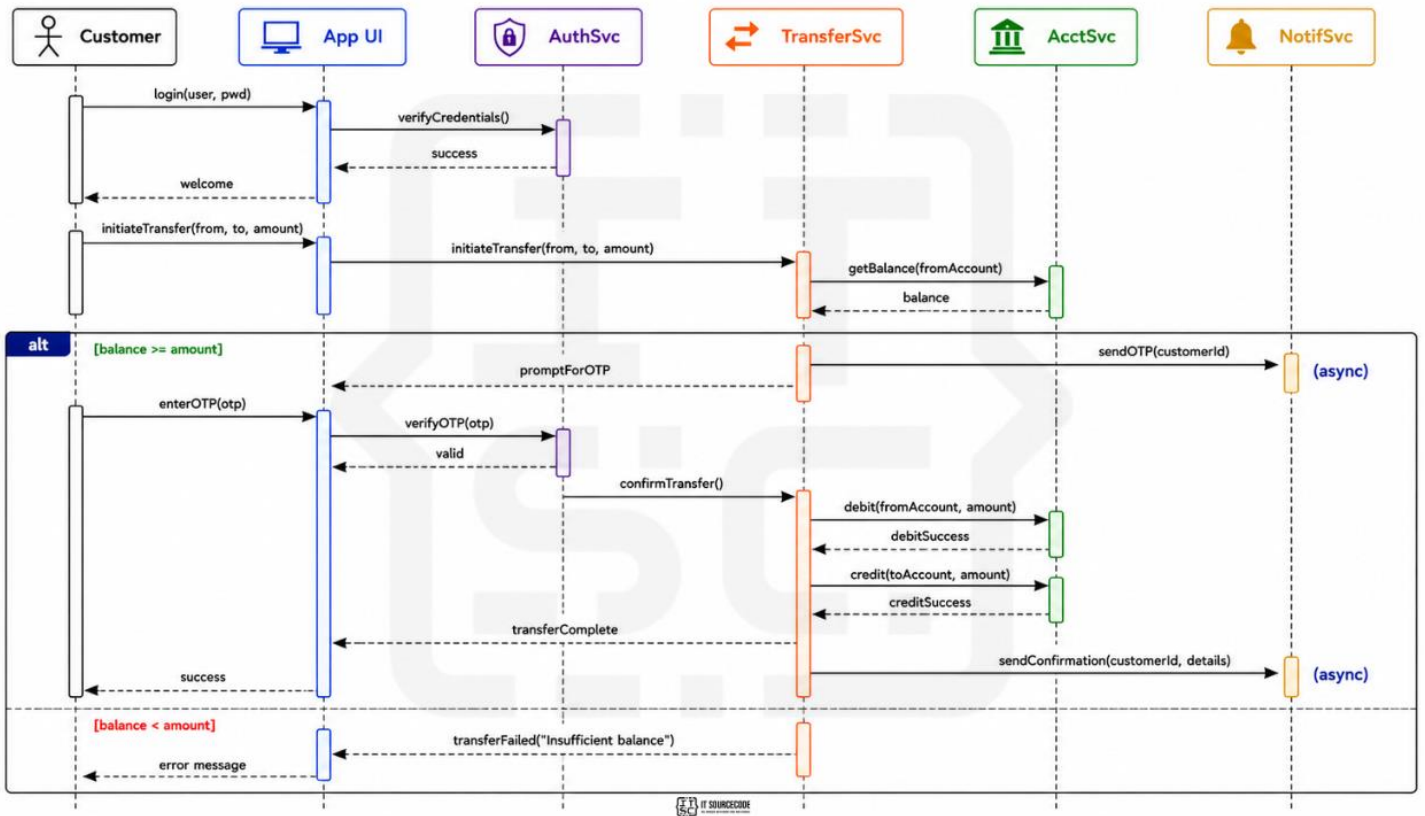 Customer
App UI
AuthSvc
TransferSvc
AcctSvc
NotifSvc
login(user, pwd)
verifyCredentials()
success
welcome
initiateTransfer(from, to, amount)
initiateTransfer(from, to, amount)
getBalance(fromAccount)
balance
alt
[balance >= amount]
sendOTP(customerId)
(async)
promptForOTP
enterOTP(otp)
verifyOTP(otp)
valid
confirmTransfer()
debit(fromAccount, amount)
debitSuccess
credit(toAccount, amount)
creditSuccess
transferComplete
sendConfirmation(customerId, details)
(async)
success
[balance < amount]
transferFailed("Insufficient balance")
error message
IT SOURCECODE